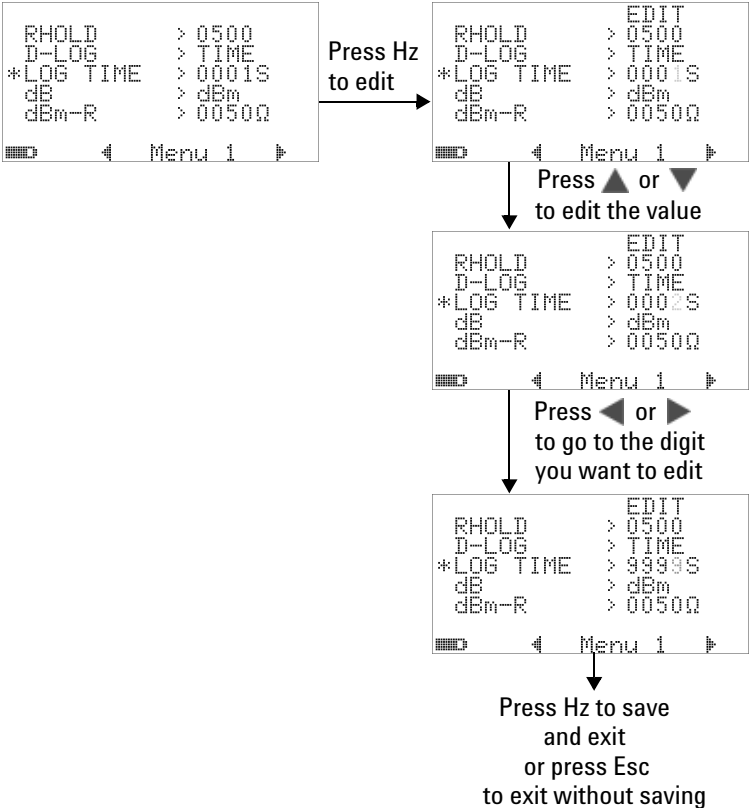 RHOLD > 0500
D-LOG > TIME
*LOG TIME > 0001S
dB > dBm
dBm-R > 0050Ω
Menu 1
Press Hz
to edit
EDIT
RHOLD > 0500
D-LOG > TIME
*LOG TIME > 0001S
dB > dBm
dBm-R > 0050Ω
Menu 1
Press ▲ or ▼
to edit the value
EDIT
RHOLD > 0500
D-LOG > TIME
*LOG TIME > 0002S
dB > dBm
dBm-R > 0050Ω
Menu 1
Press ◀ or ▶
to go to the digit
you want to edit
EDIT
RHOLD > 0500
D-LOG > TIME
*LOG TIME > 9999S
dB > dBm
dBm-R > 0050Ω
Menu 1
Press Hz to save
and exit
or press Esc
to exit without saving